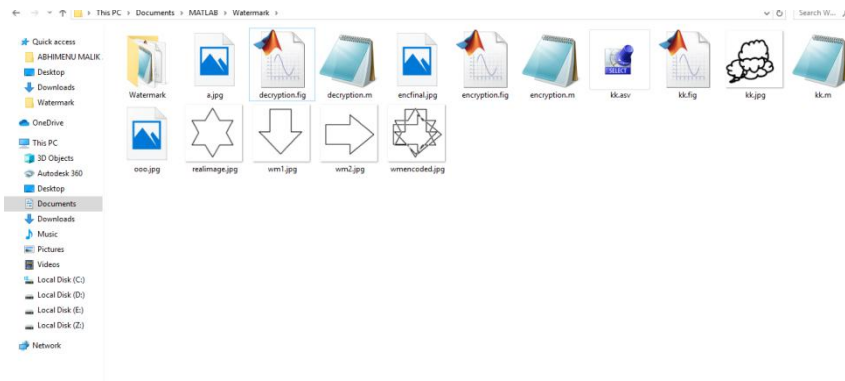 This PC > Documents > MATLAB > Watermark >
Search W...
Quick access
ABHIMENU MALIK
Desktop
Downloads
Watermark
OneDrive
This PC
3D Objects
Autodesk 360
Desktop
Documents
Downloads
Music
Pictures
Videos
Local Disk (C:)
Local Disk (D:)
Local Disk (E:)
Local Disk (Z:)
Network
Watermark
a.jpg
decryption.fig
decryption.m
encfinal.jpg
encryption.fig
encryption.m
SELECT
kk.asv
kk.fig
kk.jpg
kk.m
ooo.jpg
realimage.jpg
wm1.jpg
wm2.jpg
wmencoded.jpg